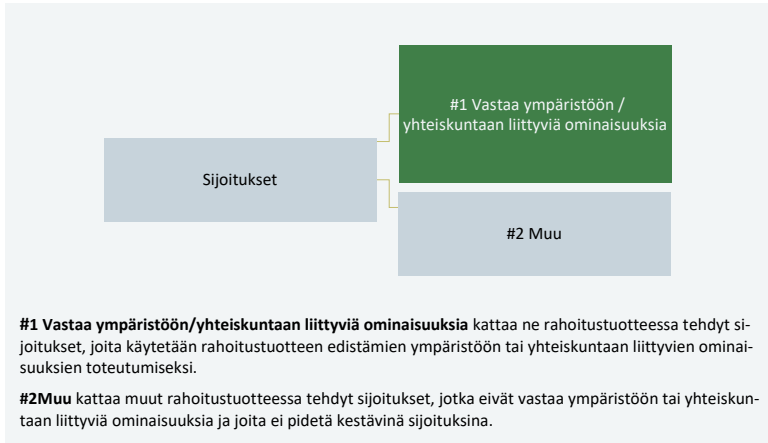 #1 Vastaa ympäristöön /
yhteiskuntaan liittyviä ominaisuuksia
Sijoitukset
#2 Muu
#1 Vastaa ympäristöön/yhteiskuntaan liittyviä ominaisuuksia kattaa ne rahoitustuotteessa tehdyt si-
joitukset, joita käytetään rahoitustuotteen edistämien ympäristöön tai yhteiskuntaan liittyvien ominai-
suuksien toteutumiseksi.
#2Muu kattaa muut rahoitustuotteessa tehdyt sijoitukset, jotka eivät vastaa ympäristöön tai yhteiskun-
taan liittyviä ominaisuuksia ja joita ei pidetä kestävinä sijoituksina.